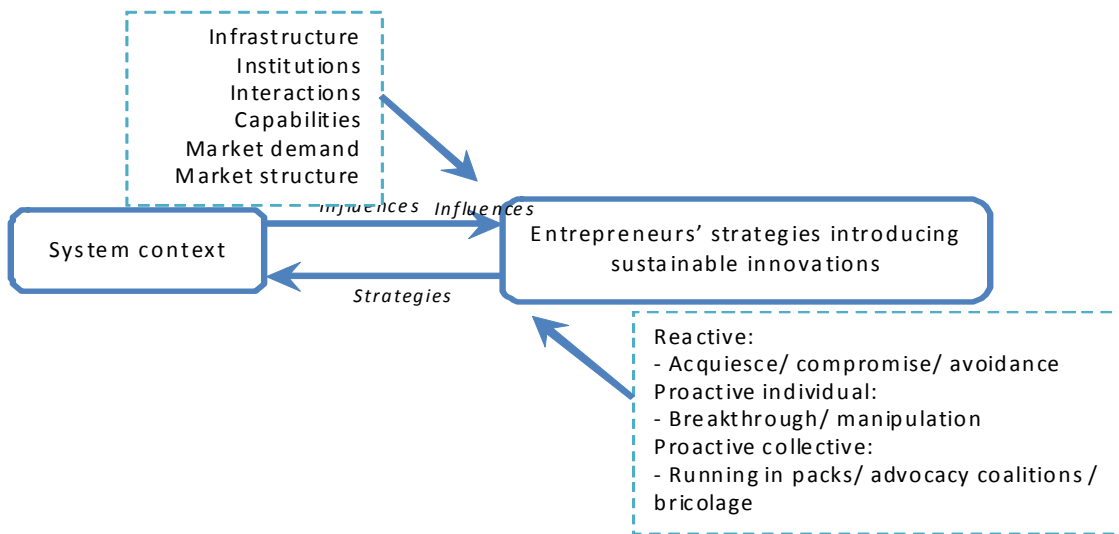 Infrastructure
Institutions
Interactions
Capabilities
Market demand
Market structure
Influences Influences
System context
Entrepreneurs’ strategies introducing
sustainable innovations
Strategies
Reactive:
- Acquiesce/ compromise/ avoidance
Proactive individual:
- Breakthrough/ manipulation
Proactive collective:
- Running in packs/ advocacy coalitions /
bricolage